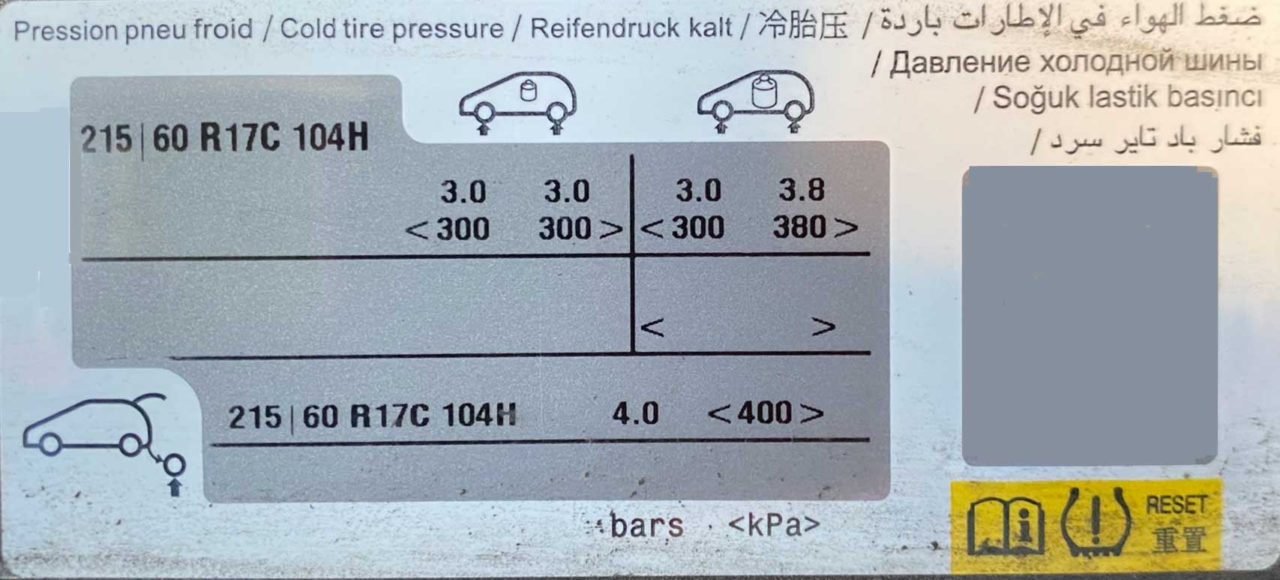 Pression pneu froid / Cold tire pressure / Reifendruck kalt / 冷胎压 / ضغط الهواء في الإطارات باردة
/ Давление холодной шины
/ Soğuk lastik basıncı
فشار باد تایر سرد /
215|60 R17C 104H
3.0 3.0 3.0 3.8
<300 300> <300 380>
< >
215|60 R17C 104H 4.0 <400>
bars <kPa>
RESET
重置